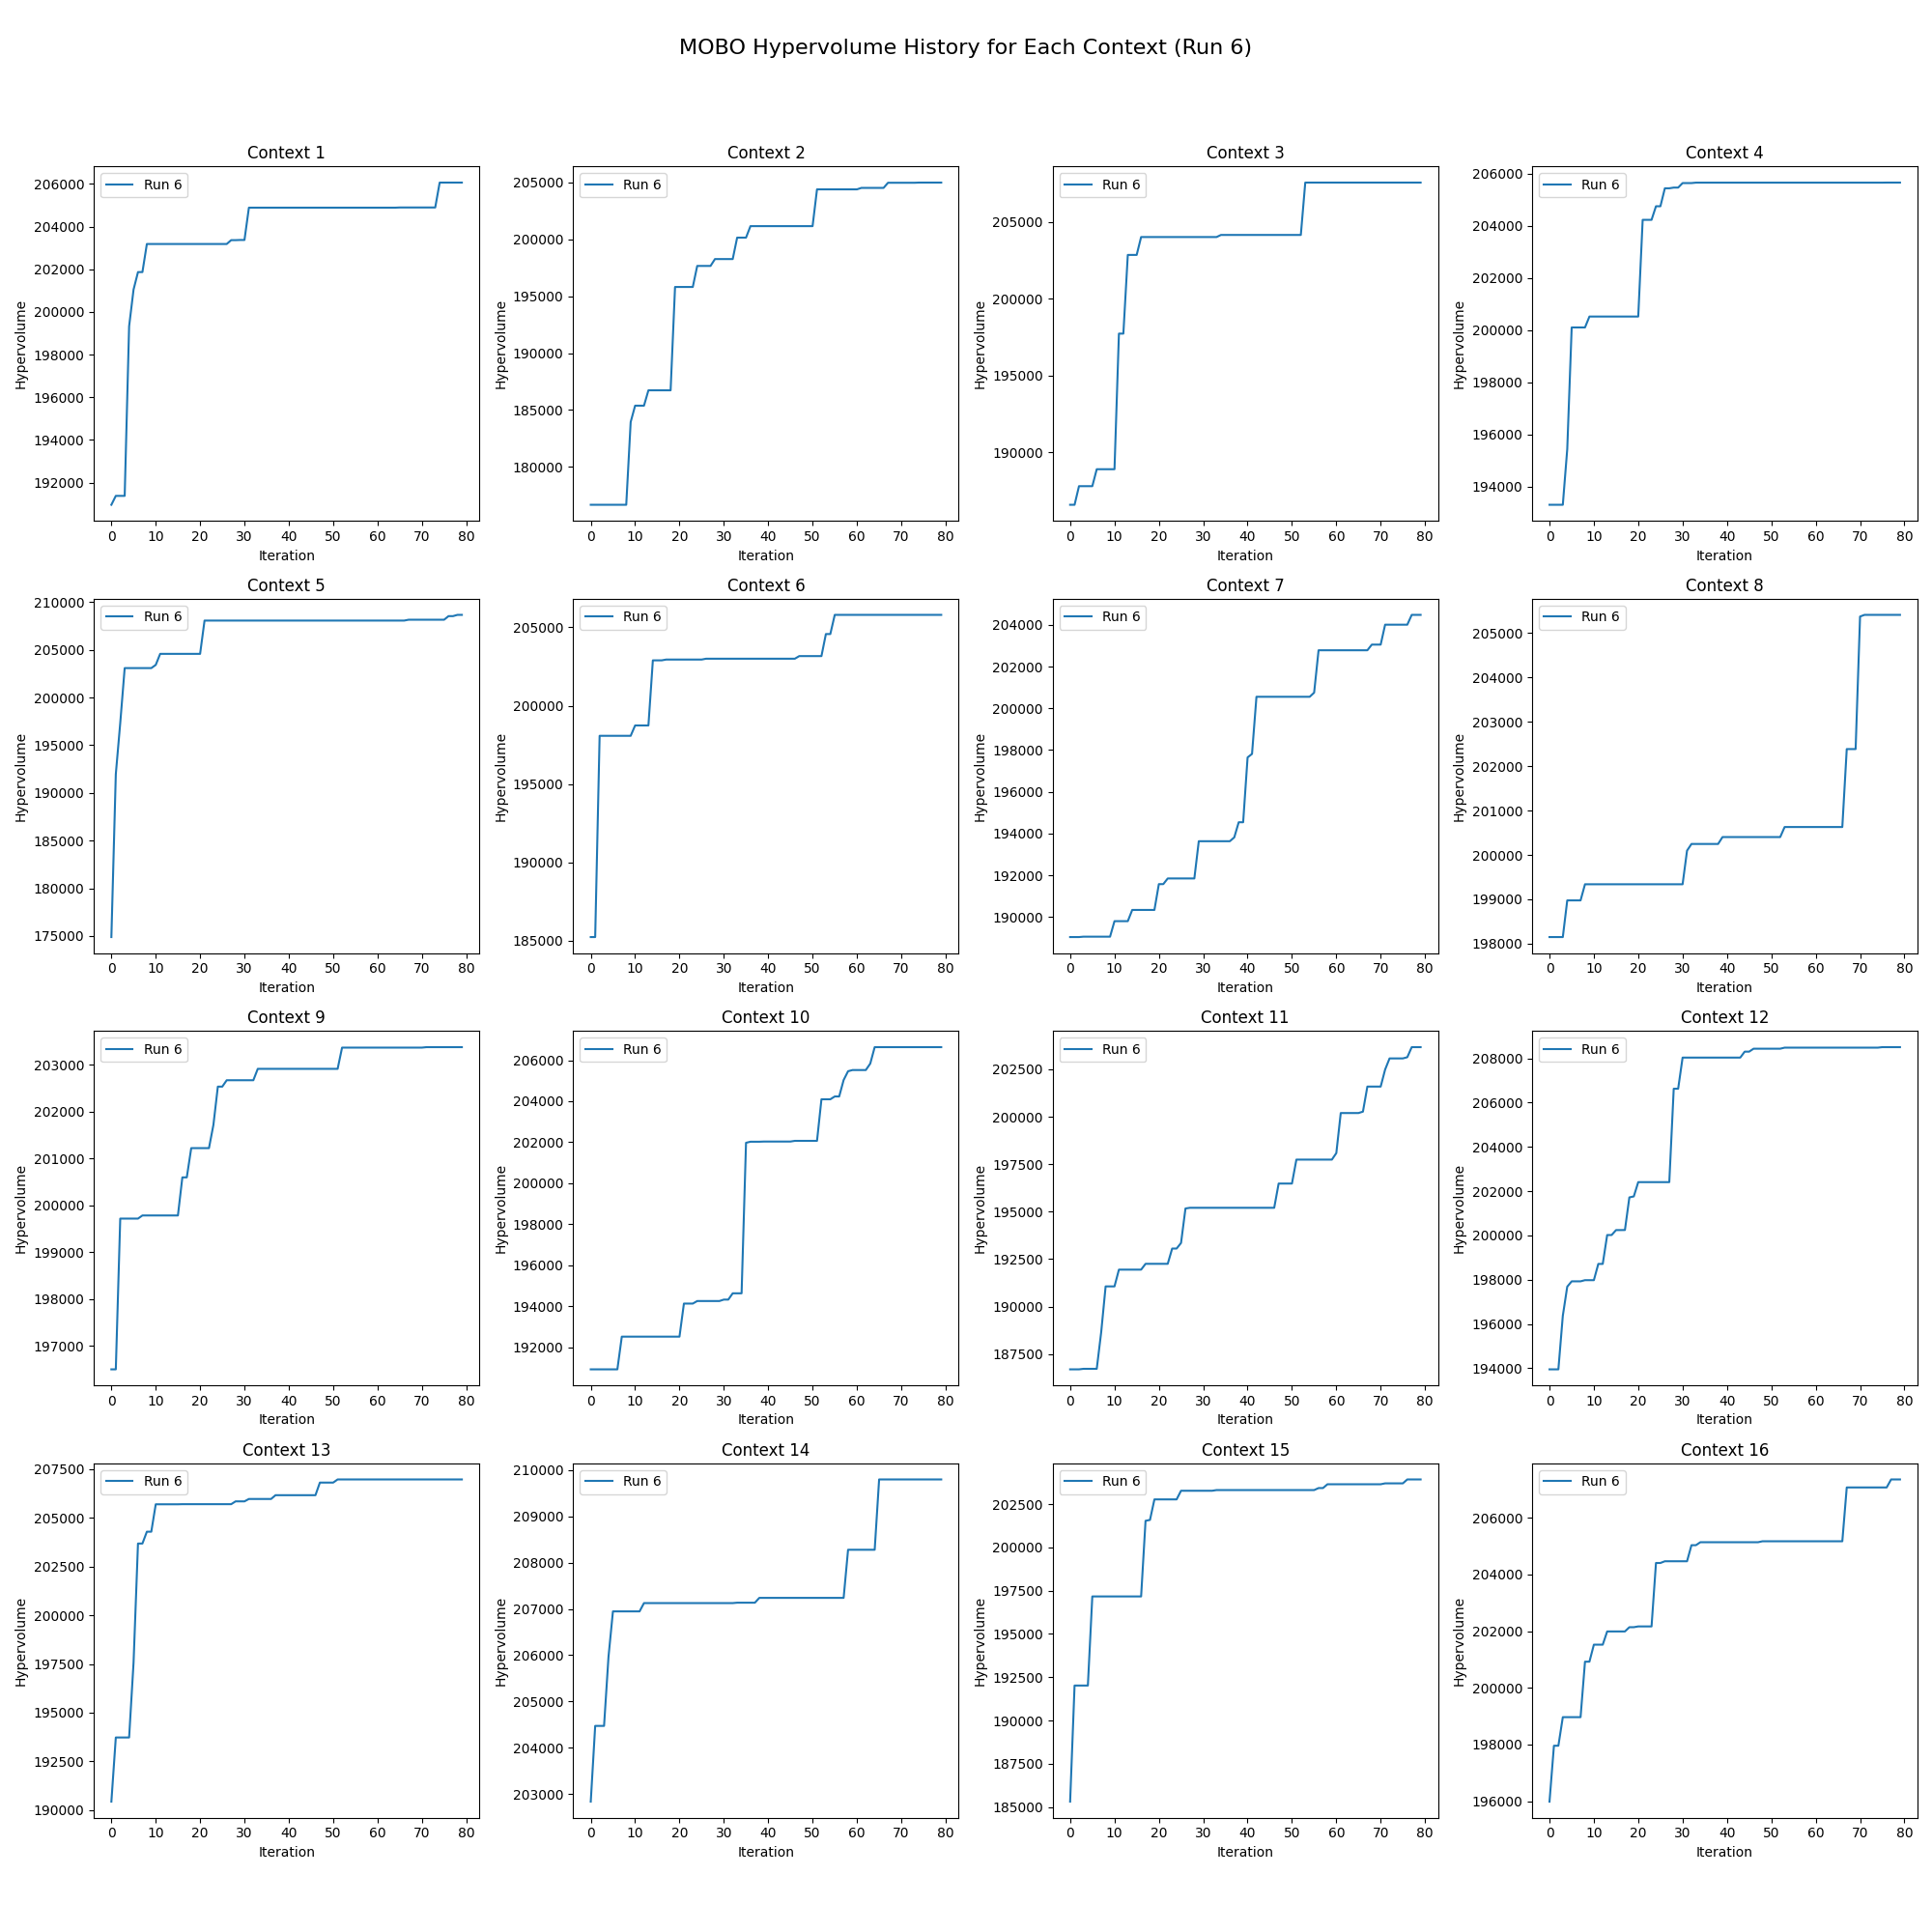 MOBO Hypervolume History for Each Context (Run 6)
Context 1
Run 6
206000
204000
202000
200000
198000
196000
194000
192000
Hypervolume
0 10 20 30 40 50 60 70 80
Iteration
Context 2
Run 6
205000
200000
195000
190000
185000
180000
Hypervolume
0 10 20 30 40 50 60 70 80
Iteration
Context 3
Run 6
205000
200000
195000
190000
Hypervolume
0 10 20 30 40 50 60 70 80
Iteration
Context 4
Run 6
206000
204000
202000
200000
198000
196000
194000
Hypervolume
0 10 20 30 40 50 60 70 80
Iteration
Context 5
Run 6
210000
205000
200000
195000
190000
185000
180000
175000
Hypervolume
0 10 20 30 40 50 60 70 80
Iteration
Context 6
Run 6
205000
200000
195000
190000
185000
Hypervolume
0 10 20 30 40 50 60 70 80
Iteration
Context 7
Run 6
204000
202000
200000
198000
196000
194000
192000
190000
Hypervolume
0 10 20 30 40 50 60 70 80
Iteration
Context 8
Run 6
205000
204000
203000
202000
201000
200000
199000
198000
Hypervolume
0 10 20 30 40 50 60 70 80
Iteration
Context 9
Run 6
203000
202000
201000
200000
199000
198000
197000
Hypervolume
0 10 20 30 40 50 60 70 80
Iteration
Context 10
Run 6
206000
204000
202000
200000
198000
196000
194000
192000
Hypervolume
0 10 20 30 40 50 60 70 80
Iteration
Context 11
Run 6
202500
200000
197500
195000
192500
190000
187500
Hypervolume
0 10 20 30 40 50 60 70 80
Iteration
Context 12
Run 6
208000
206000
204000
202000
200000
198000
196000
194000
Hypervolume
0 10 20 30 40 50 60 70 80
Iteration
Context 13
Run 6
207500
205000
202500
200000
197500
195000
192500
190000
Hypervolume
0 10 20 30 40 50 60 70 80
Iteration
Context 14
Run 6
210000
209000
208000
207000
206000
205000
204000
203000
Hypervolume
0 10 20 30 40 50 60 70 80
Iteration
Context 15
Run 6
202500
200000
197500
195000
192500
190000
187500
185000
Hypervolume
0 10 20 30 40 50 60 70 80
Iteration
Context 16
Run 6
206000
204000
202000
200000
198000
196000
Hypervolume
0 10 20 30 40 50 60 70 80
Iteration